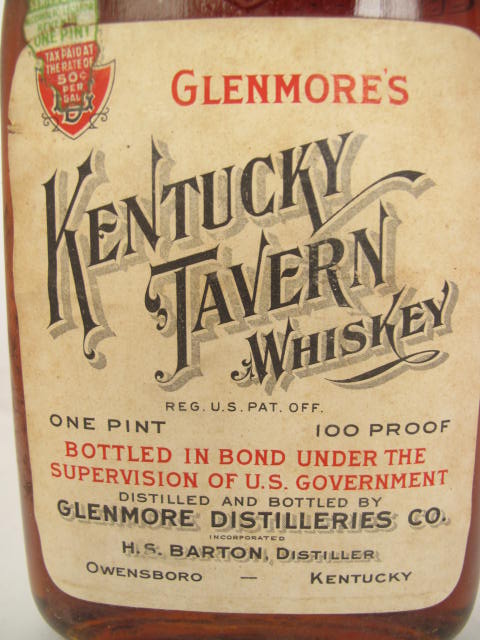 ONE PINT
TAX PAID AT
THE RATE OF
50¢
PER
GAL
GLENMORE'S
KENTUCKY
TAVERN
WHISKEY
REG. U.S. PAT. OFF.
ONE PINT 100 PROOF
BOTTLED IN BOND UNDER THE
SUPERVISION OF U.S. GOVERNMENT
DISTILLED AND BOTTLED BY
GLENMORE DISTILLERIES CO.
INCORPORATED
H.S. BARTON, DISTILLER
OWENSBORO — KENTUCKY